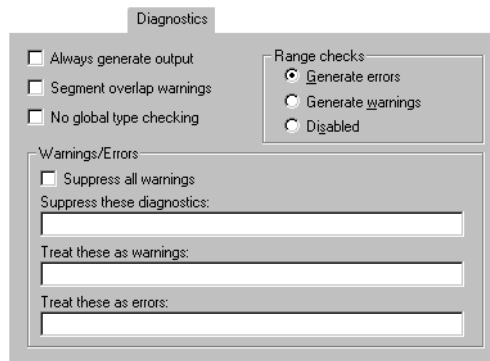 Diagnostics
Always generate output
Segment overlap warnings
No global type checking
Range checks
Generate errors
Generate warnings
Disabled
Warnings/Errors
Suppress all warnings
Suppress these diagnostics:
Treat these as warnings:
Treat these as errors: